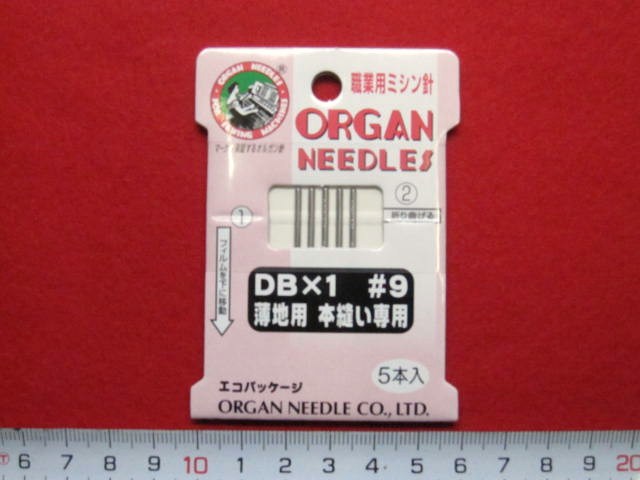 ORGAN NEEDLES
FOR SEWING MACHINES
®
職業用ミシン針
ORGAN
NEEDLES
マークが保証するオルガン針
①
②
折り曲げる
フィルムを下に移動
DB×1 #9
薄地用 本縫い専用
5本入
エコパッケージ
ORGAN NEEDLE CO., LTD.
6 7 8 9 10 1 2 3 4 5 6 7 8 9 20